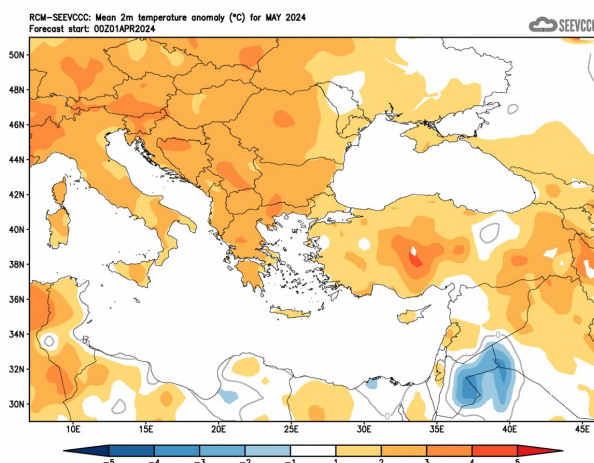 RCM-SEEVCCC: Mean 2m temperature anomaly (°C) for MAY 2024
Forecast start: 00Z01APR2024
SEEVCCC
50N
48N
46N
44N
42N
40N
38N
36N
34N
32N
30N
10E 15E 20E 25E 30E 35E 40E 45E
-5 -4 -3 -2 -1 1 2 3 4 5